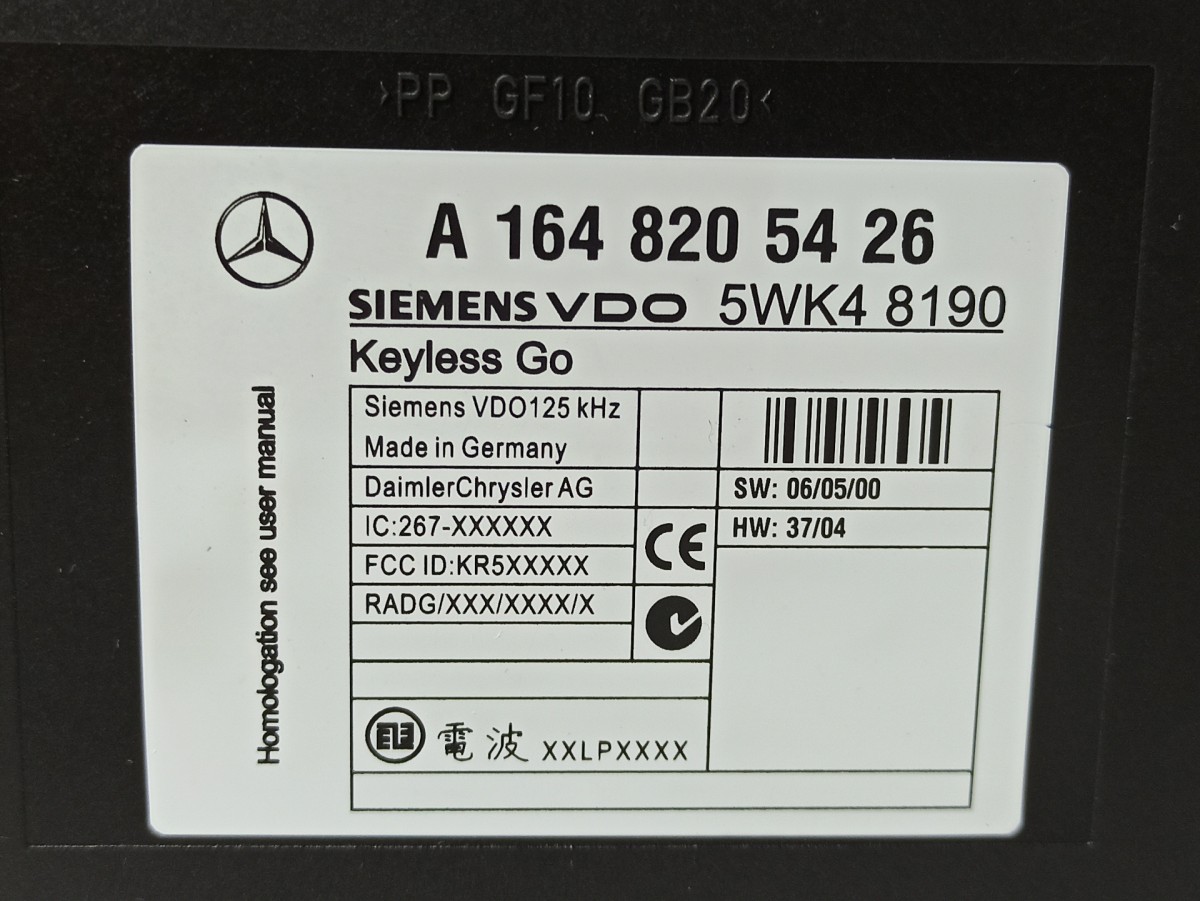 >PP GF10 GB20<
A 164 820 54 26
SIEMENS VDO 5WK4 8190
Keyless Go
Siemens VDO125 kHz
Made in Germany
DaimlerChrysler AG
SW: 06/05/00
IC:267-XXXXXX
HW: 37/04
CE
FCC ID:KR5XXXXX
RADG/XXX/XXXX/X
電波 XXLPXXXX
Homologation see user manual